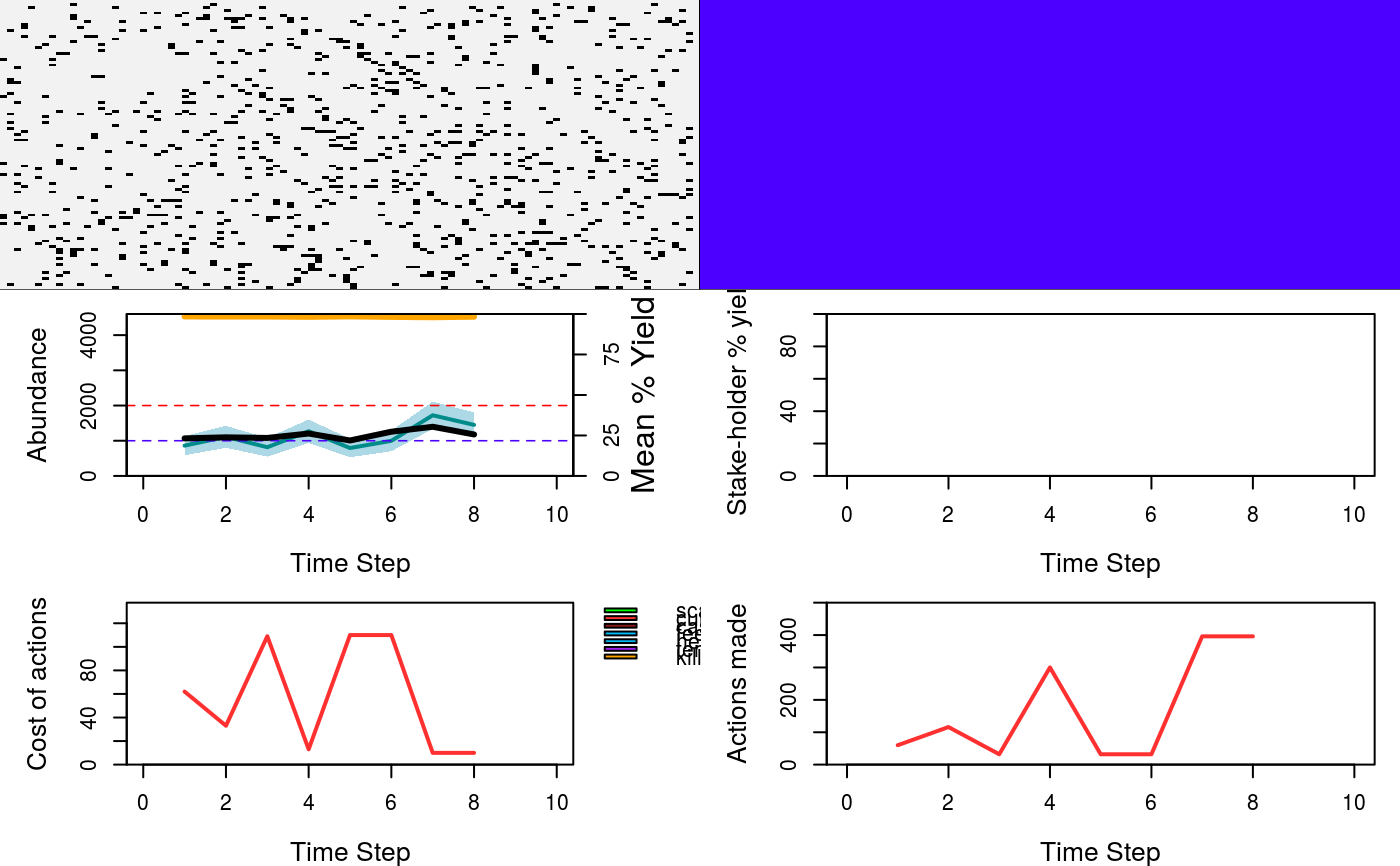 Abundance
0 2000 4000
0 25 75
Mean % Yield
0 2 4 6 8 10
Time Step
Stake-holder % yiel
0 40 80
0 2 4 6 8 10
Time Step
Cost of actions
0 40 80
0 2 4 6 8 10
Time Step
kill
Actions made
0 200 400
0 2 4 6 8 10
Time Step